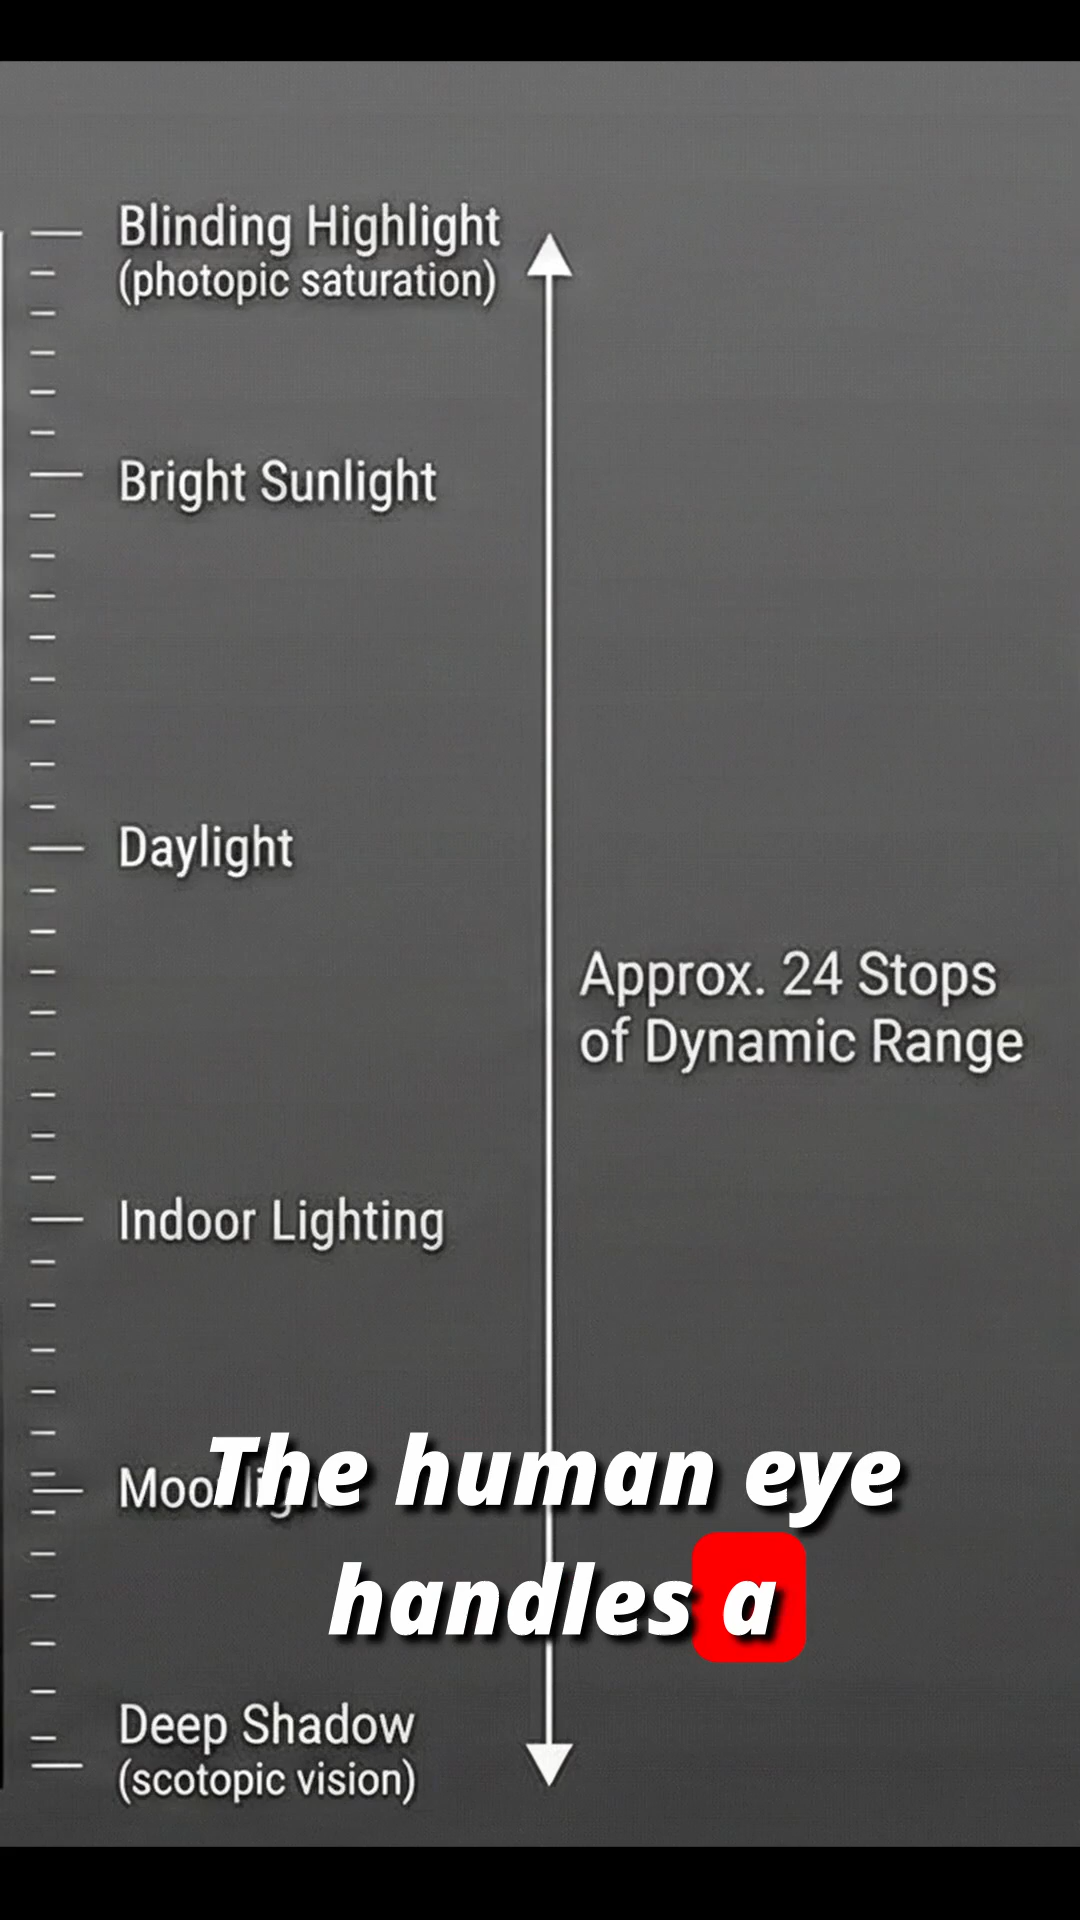 Blinding Highlight
(photopic saturation)
Bright Sunlight
Daylight
Approx. 24 Stops
of Dynamic Range
Indoor Lighting
The human eye
handles a
Deep Shadow
(scotopic vision)